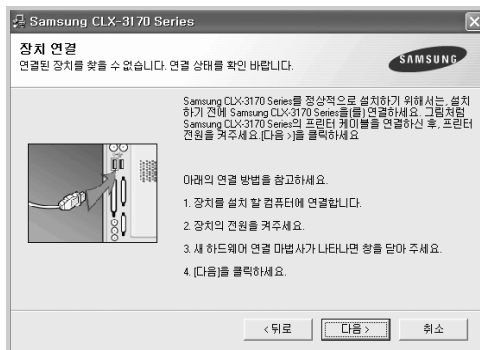 Samsung CLX-3170 Series
장치 연결
연결된 장치를 찾을 수 없습니다. 연결 상태를 확인 바랍니다.
SAMSUNG
Samsung CLX-3170 Series를 정상적으로 설치하기 위해서는, 설치
하기 전에 Samsung CLX-3170 Series을(를) 연결하세요. 그림처럼
Samsung CLX-3170 Series의 프린터 케이블을 연결하신 후, 프린터
전원을 켜주세요.[다음 >]을 클릭하세요
아래의 연결 방법을 참고하세요.
1. 장치를 설치 할 컴퓨터에 연결합니다.
2. 장치의 전원을 켜주세요.
3. 새 하드웨어 연결 마법사가 나타나면 창을 닫아 주세요.
4. [다음]을 클릭하세요.
< 뒤로
다음 >
취소